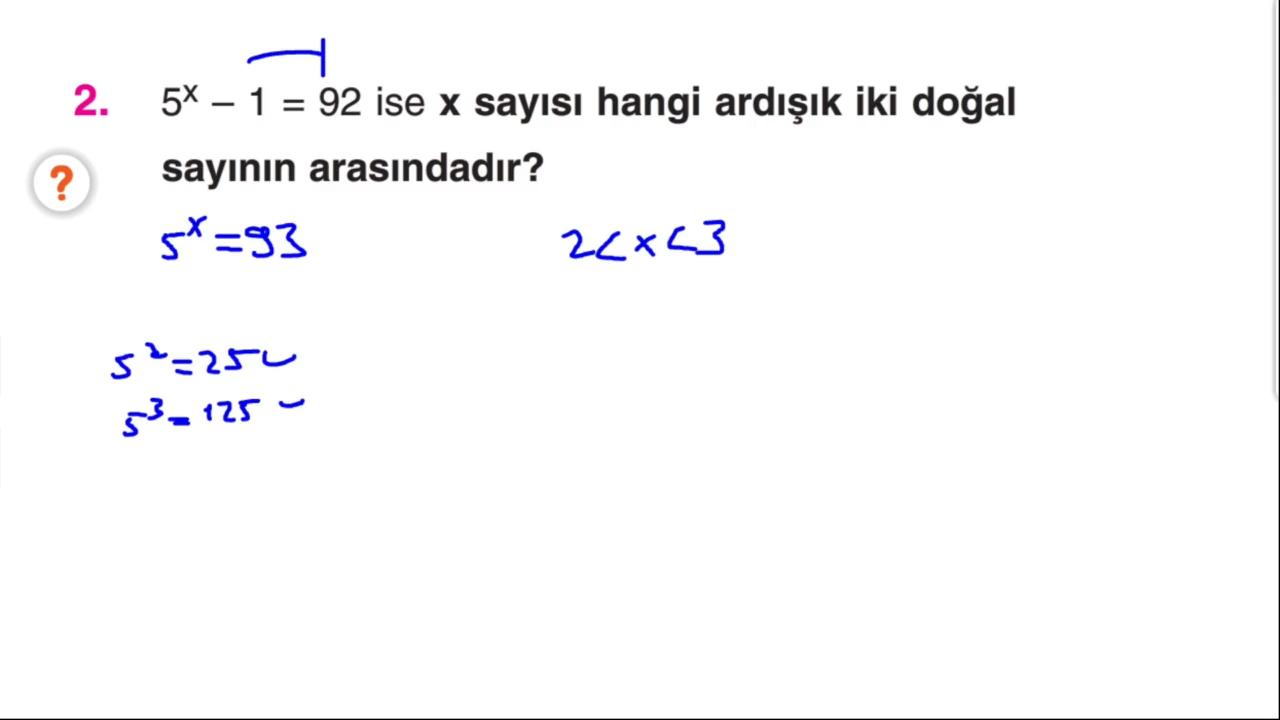 2. 5ˣ – 1 = 92 ise x sayısı hangi ardışık iki doğal
? sayının arasındadır?
5ˣ = 93 2 < x < 3
5² = 25
5³ = 125